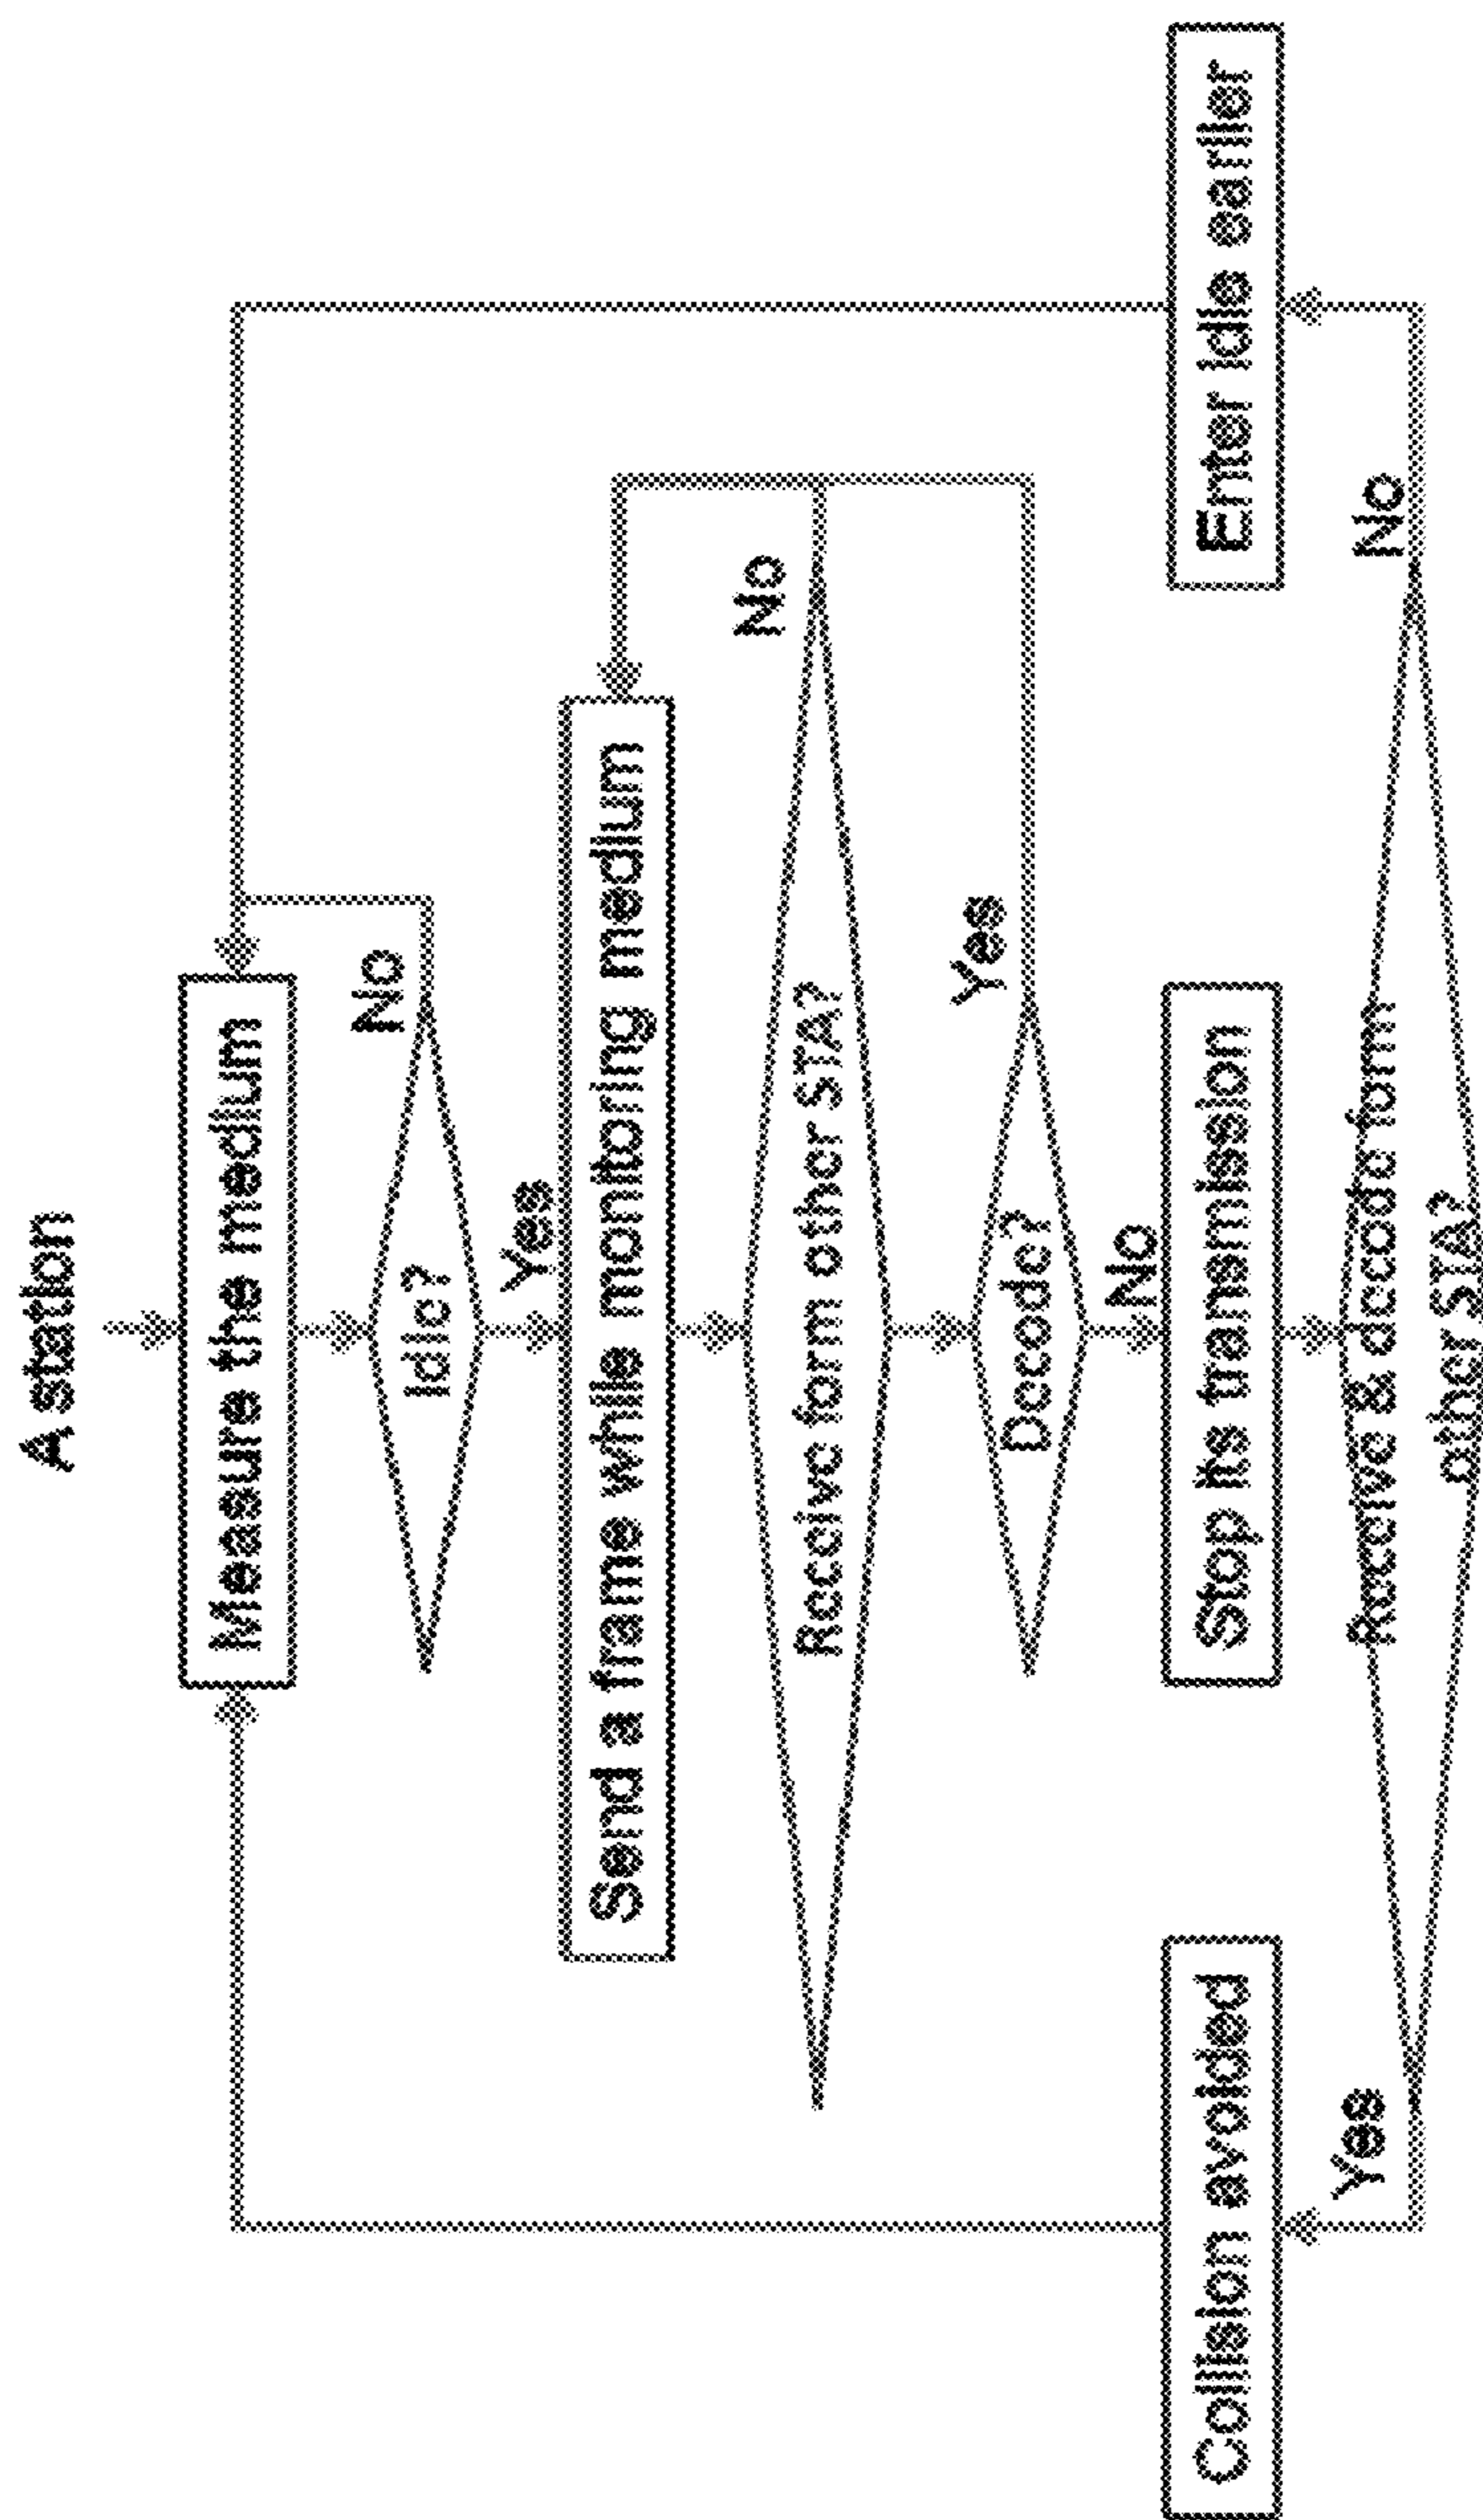 A station
Measure the medium
Idle?
No
Yes
Send a frame while monitoring medium
Receive form other STA?
No
Decode?
Yes
No
Stop its transmission
Receive & decode form
other STA?
Yes
No
Collision avoided
Enter idle earlier